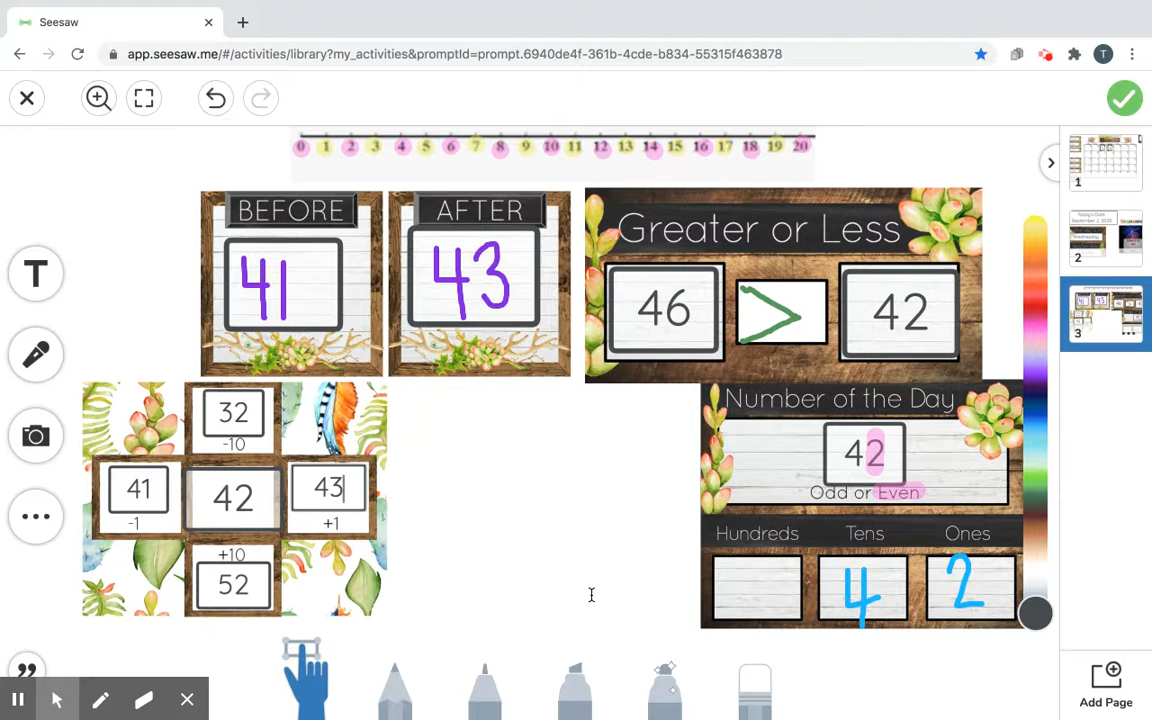 Seesaw
app.seesaw.me/#/activities/library?my_activities&promptId=prompt.6940de4f-361b-4cde-b834-55315f463878
T
0 1 2 3 4 5 6 7 8 9 10 11 12 13 14 15 16 17 18 19 20
BEFORE
41
AFTER
43
Greater or Less
46 > 42
32
-10
41
-1
42
43
+1
+10
52
Number of the Day
42
Odd or Even
Hundreds Tens Ones
4 2
T
1
2
3
Add Page